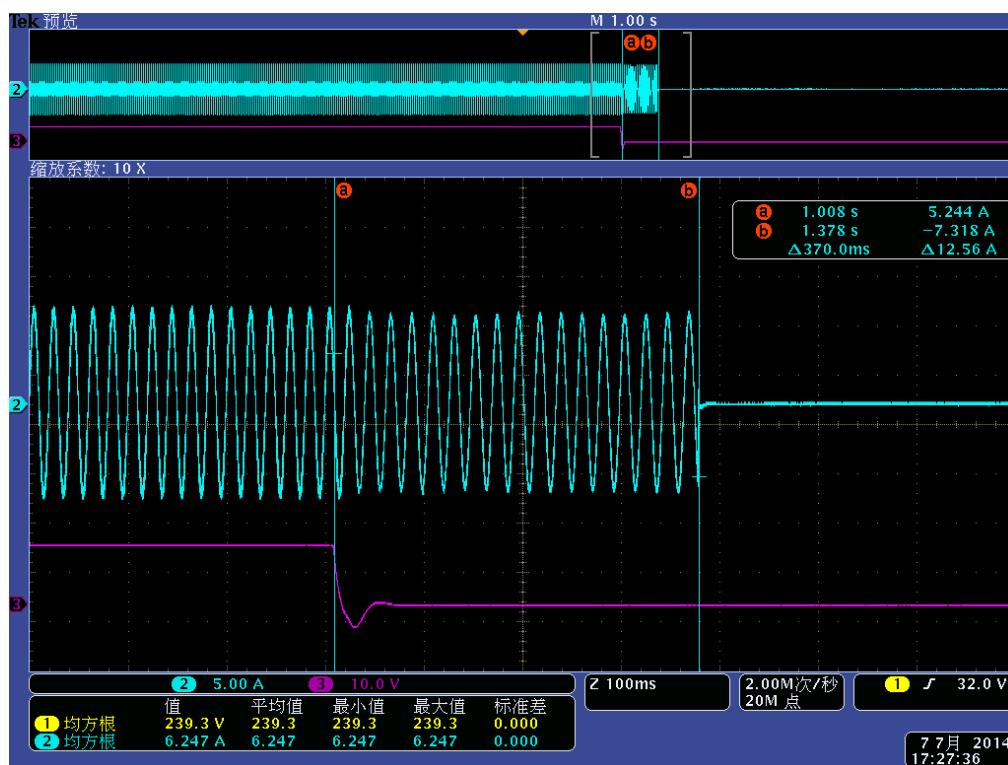 Tek 预览 M 1.00 s
a b
2
3
缩放系数: 10 X
a b
a 1.008 s 5.244 A
b 1.378 s −7.318 A
Δ370.0ms Δ12.56 A
2
3
2 5.00 A 3 10.0 V Z 100ms 2.00M次/秒 1 32.0 V
20M 点
值 平均值 最小值 最大值 标准差
1 均方根 239.3 V 239.3 239.3 239.3 0.000
2 均方根 6.247 A 6.247 6.247 6.247 0.000
7 7月 2014
17:27:36